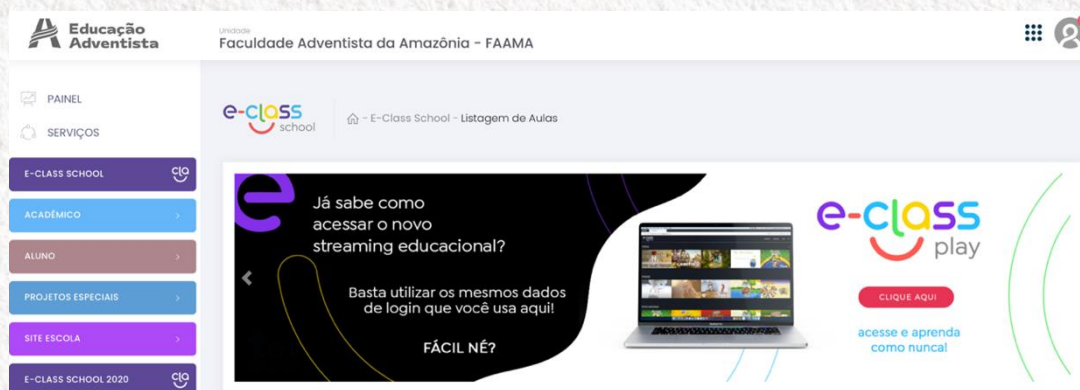 Educação
Adventista
Unidade
Faculdade Adventista da Amazônia - FAAMA
PAINEL
SERVIÇOS
E-CLASS SCHOOL
ACADÊMICO
ALUNO
PROJETOS ESPECIAIS
SITE ESCOLA
E-CLASS SCHOOL 2020
e-class
school
- E-Class School - Listagem de Aulas
e
Já sabe como
acessar o novo
streaming educacional?
Basta utilizar os mesmos dados
de login que você usa aqui!
FÁCIL NÉ?
e-class
play
CLIQUE AQUI
acesse e aprenda
como nunca!